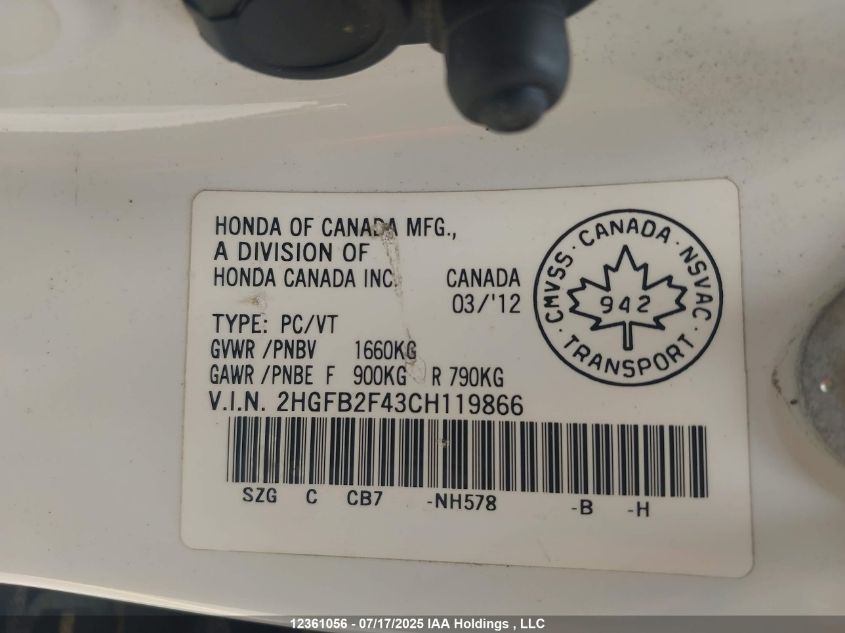 HONDA OF CANADA MFG.,
A DIVISION OF
HONDA CANADA INC. CANADA
03/'12
TYPE: PC/VT
GVWR /PNBV 1660KG
GAWR /PNBE F 900KG R 790KG
V.I.N. 2HGFB2F43CH119866
SZG C CB7 -NH578 -B -H
CMVSS · CANADA · NSVAC
942
· TRANSPORT ·
12361056 - 07/17/2025 IAA Holdings , LLC